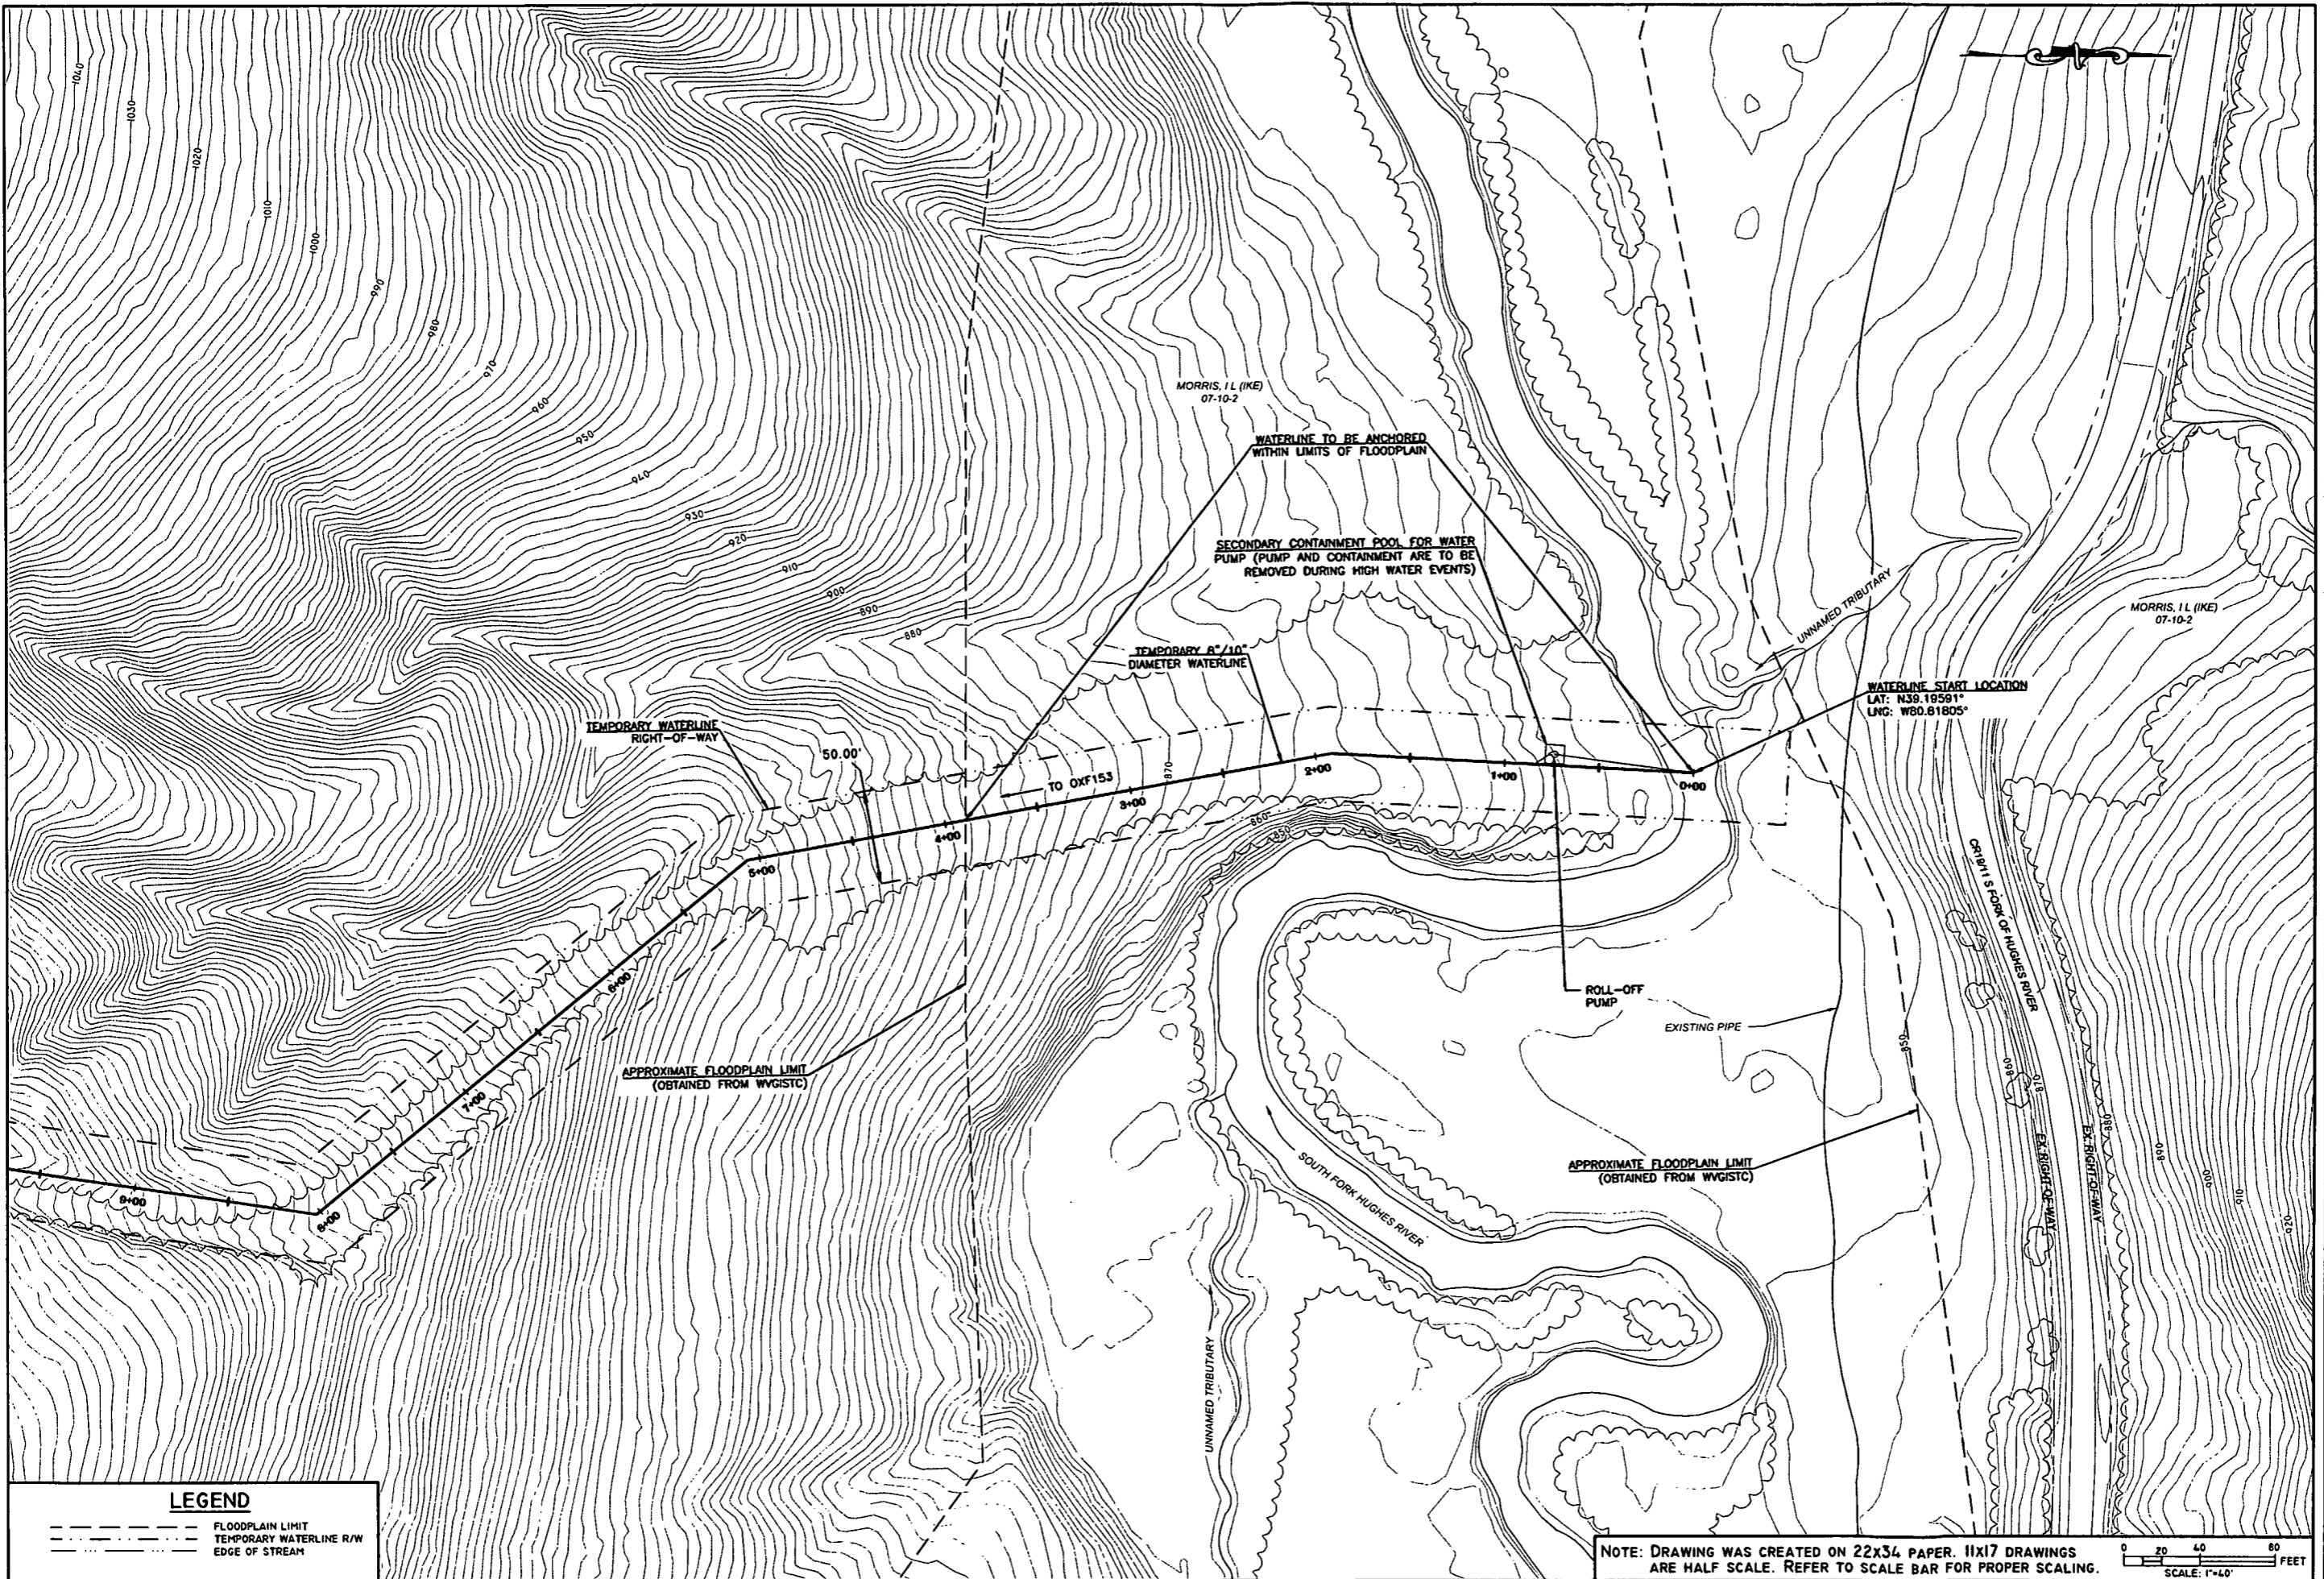 1040
1030
1020
1010
1000
990
980
970
960
950
940
930
920
910
900
890
880
MORRIS, I L (IKE)
07-10-2
WATERLINE TO BE ANCHORED
WITHIN LIMITS OF FLOODPLAIN
SECONDARY CONTAINMENT POOL FOR WATER
PUMP (PUMP AND CONTAINMENT ARE TO BE
REMOVED DURING HIGH WATER EVENTS)
UNNAMED TRIBUTARY
MORRIS, I L (IKE)
07-10-2
TEMPORARY 8"/10"
DIAMETER WATERLINE
WATERLINE START LOCATION
LAT: N39.19591°
LNG: W80.81805°
TEMPORARY WATERLINE
RIGHT-OF-WAY
50.00'
TO OXF153
870
0+00
1+00
2+00
3+00
4+00
5+00
6+00
7+00
8+00
9+00
860
850
CR19/11 S FORK OF HUGHES RIVER
ROLL-OFF
PUMP
EXISTING PIPE
850
860
870
880
890
900
910
920
EX. RIGHT-OF-WAY
EX. RIGHT-OF-WAY
APPROXIMATE FLOODPLAIN LIMIT
(OBTAINED FROM WVGISTC)
APPROXIMATE FLOODPLAIN LIMIT
(OBTAINED FROM WVGISTC)
SOUTH FORK HUGHES RIVER
UNNAMED TRIBUTARY
LEGEND
FLOODPLAIN LIMIT
TEMPORARY WATERLINE R/W
EDGE OF STREAM
NOTE: DRAWING WAS CREATED ON 22X34 PAPER. 11X17 DRAWINGS
ARE HALF SCALE. REFER TO SCALE BAR FOR PROPER SCALING.
0 20 40 80
FEET
SCALE: 1"=40'